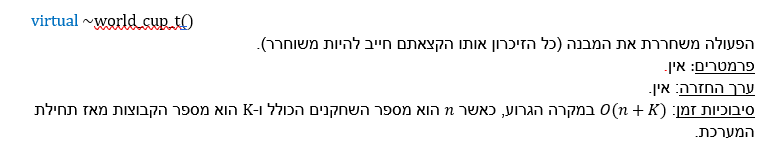 virtual ~world_cup_t()
הפעולה משחררת את המבנה (כל הזיכרון אותו הקצאתם חייב להיות משוחרר).
פרמטרים: אין.
ערך החזרה: אין.
סיבוכיות זמן: O(n + K) במקרה הגרוע, כאשר n הוא מספר השחקנים הכולל ו-K הוא מספר הקבוצות מאז תחילת
המערכת.